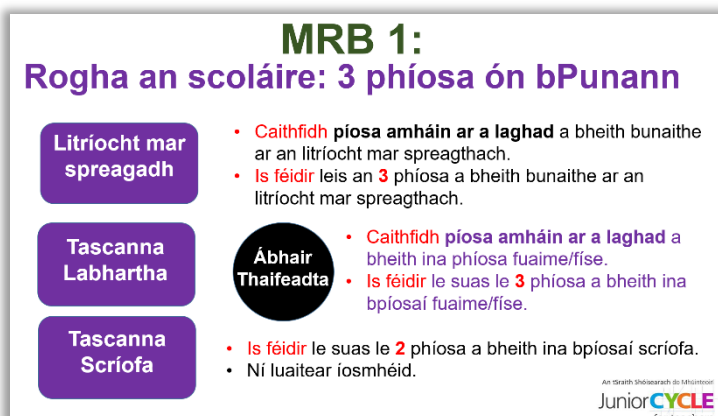 MRB 1:
Rogha an scoláire: 3 phíosa ón bPunann
Litríocht mar
spreagadh
• Caithfidh píosa amháin ar a laghad a bheith bunaithe
ar an litríocht mar spreagthach.
• Is féidir leis an 3 phíosa a bheith bunaithe ar an
litríocht mar spreagthach.
Tascanna
Labhartha
Ábhair
Thaifeadta
• Caithfidh píosa amháin ar a laghad a
bheith ina phíosa fuaime/físe.
• Is féidir le suas le 3 phíosa a bheith ina
bpíosaí fuaime/físe.
Tascanna
Scríofa
• Is féidir le suas le 2 phíosa a bheith ina bpíosaí scríofa.
• Ní luaitear íosmhéid.
An tSraith Shóisearach do Mhúinteoirí
JuniorCYCLE